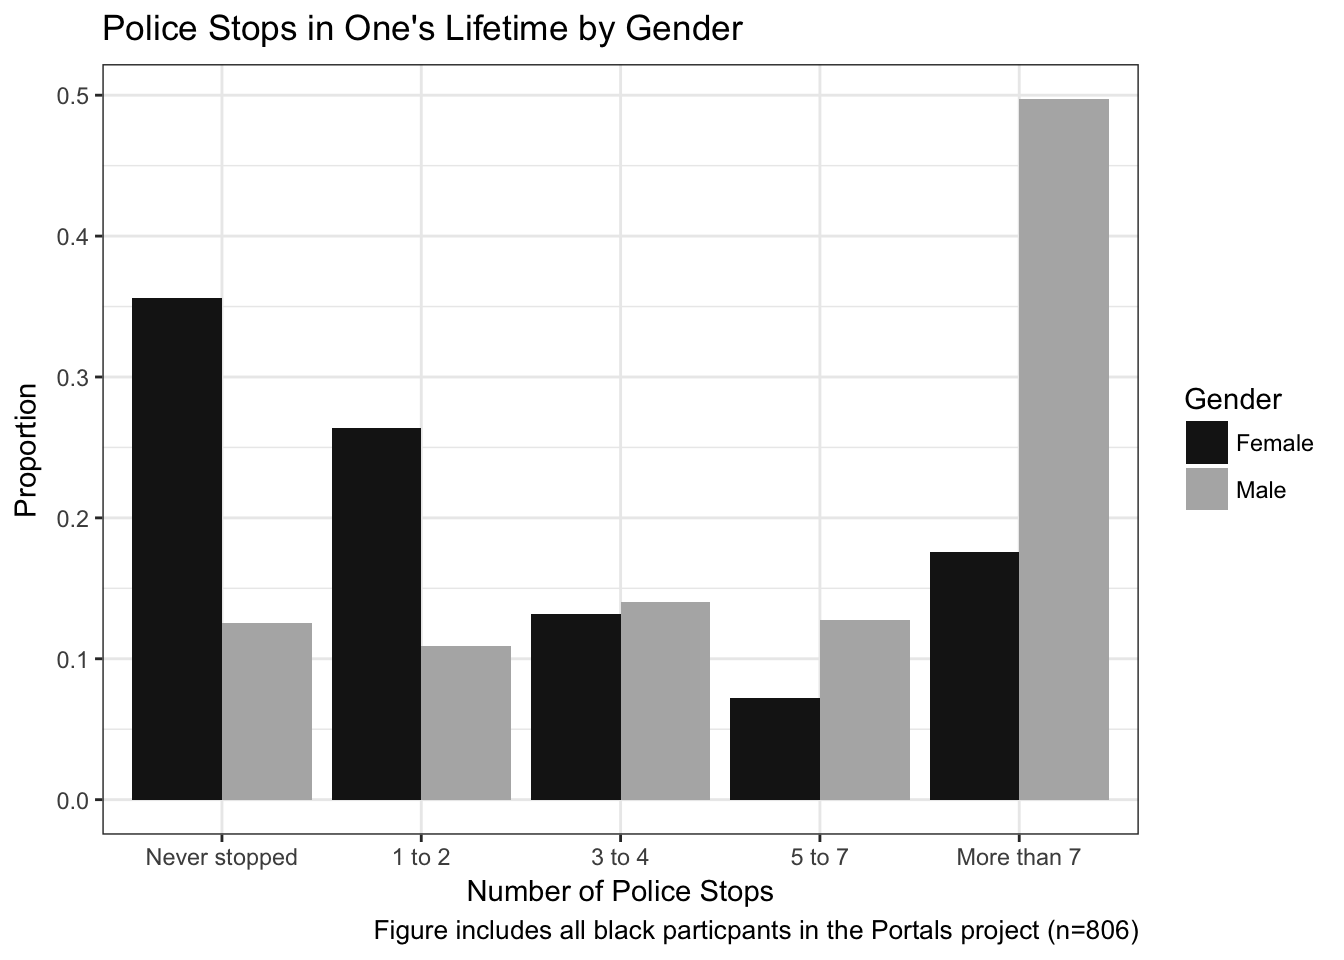 Police Stops in One's Lifetime by Gender
0.5
0.4
0.3
0.2
0.1
0.0
Proportion
Never stopped 1 to 2 3 to 4 5 to 7 More than 7
Number of Police Stops
Figure includes all black particpants in the Portals project (n=806)
Gender
Female
Male